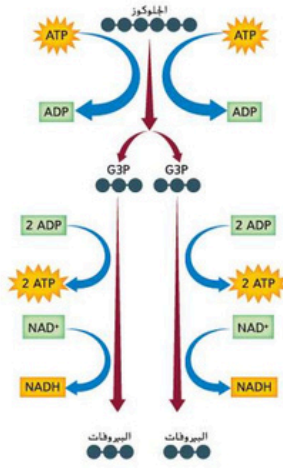 الجلوكوز
ATP ATP
ADP ADP
G3P G3P
2 ADP 2 ADP
2 ATP 2 ATP
NAD⁺ NAD⁺
NADH NADH
البيروفات البيروفات